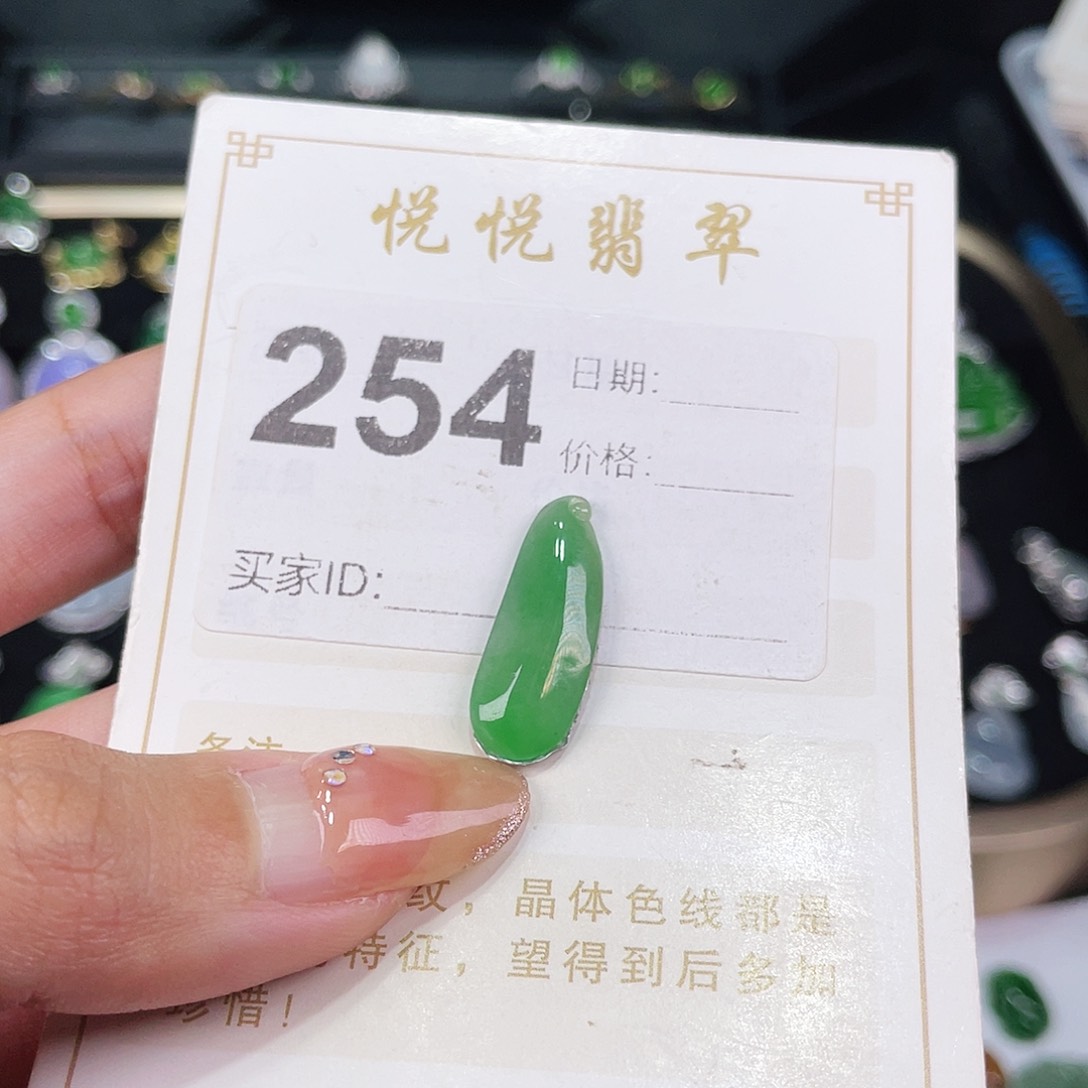 悦悦翡翠
254
日期:
价格:
买家ID:
纹，晶体色线都是
特征，望得到后多加
珍惜！